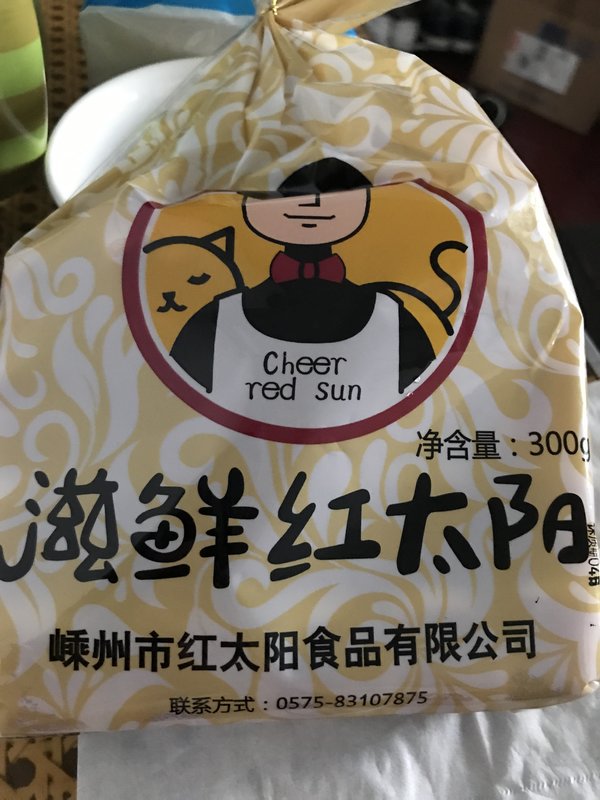 Cheer
red sun
净含量：300g
滋鲜红太阳
嵊州市红太阳食品有限公司
联系方式：0575-83107875